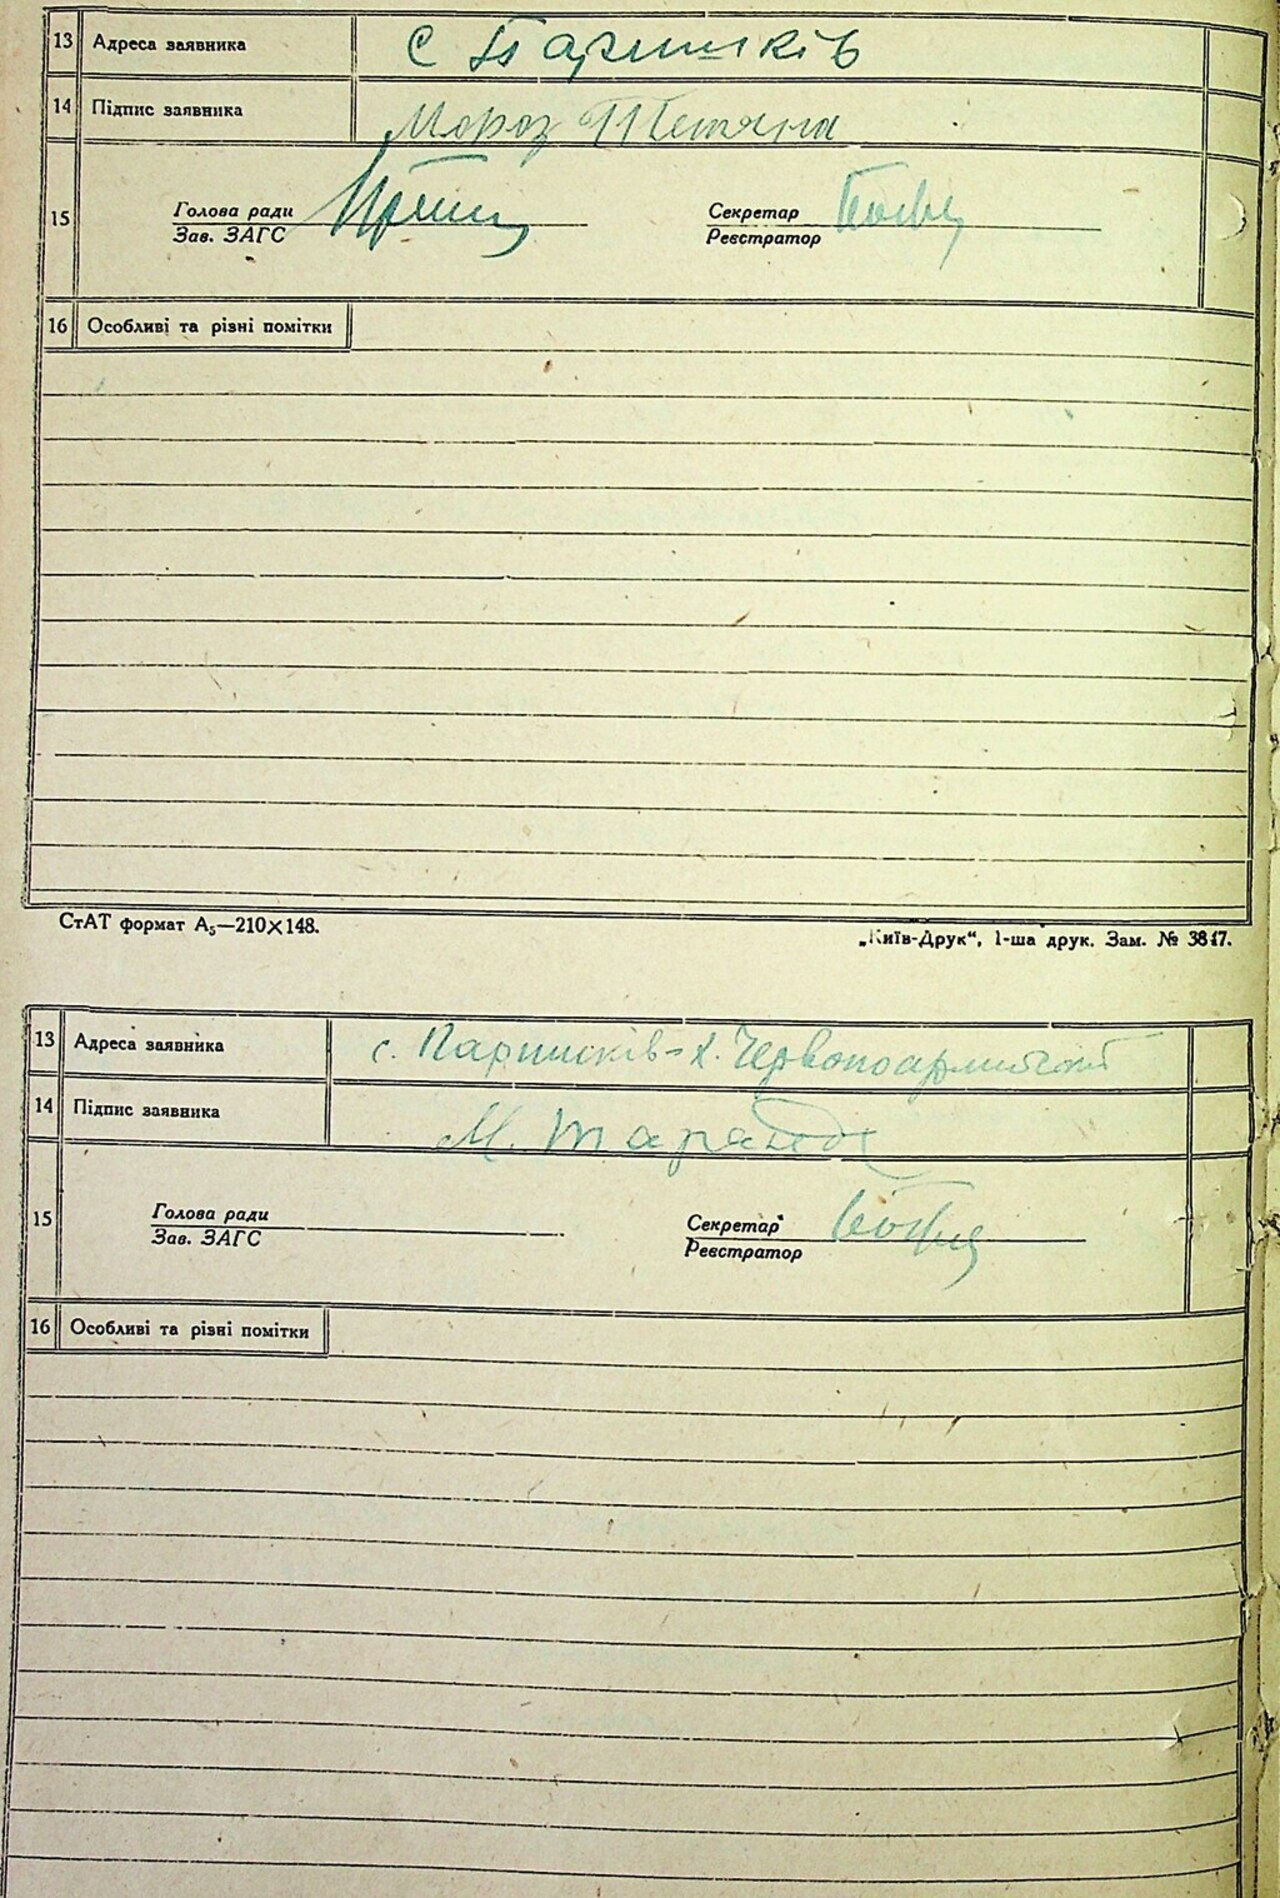 13 Адреса заявника с Паришків
14 Підпис заявника Мороз Тетяна
15 Голова ради Секретар
Зав. ЗАГС Реєстратор
16 Особливі та різні помітки
СтАТ формат А₅—210×148.
„Київ-Друк“, 1-ша друк. Зам. № 3847.
13 Адреса заявника с. Паришків - х. Червоноармієць
14 Підпис заявника М.
15 Голова ради Секретар
Зав. ЗАГС Реєстратор
16 Особливі та різні помітки